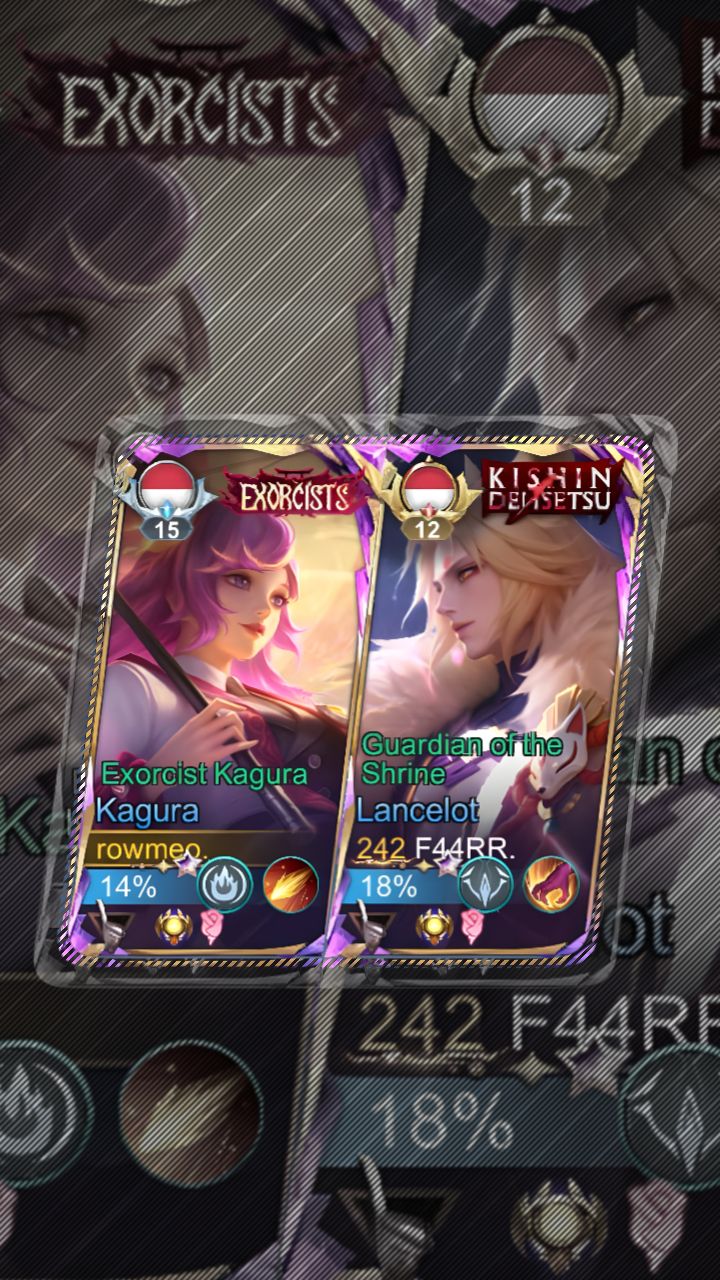 EXORCISTS
12
15
EXORCISTS
12
KISHIN
DENSETSU
Exorcist Kagura
Kagura
rowmeo.
14%
Guardian of the
Shrine
Lancelot
242 F44RR.
18%
242 F44RR
18%